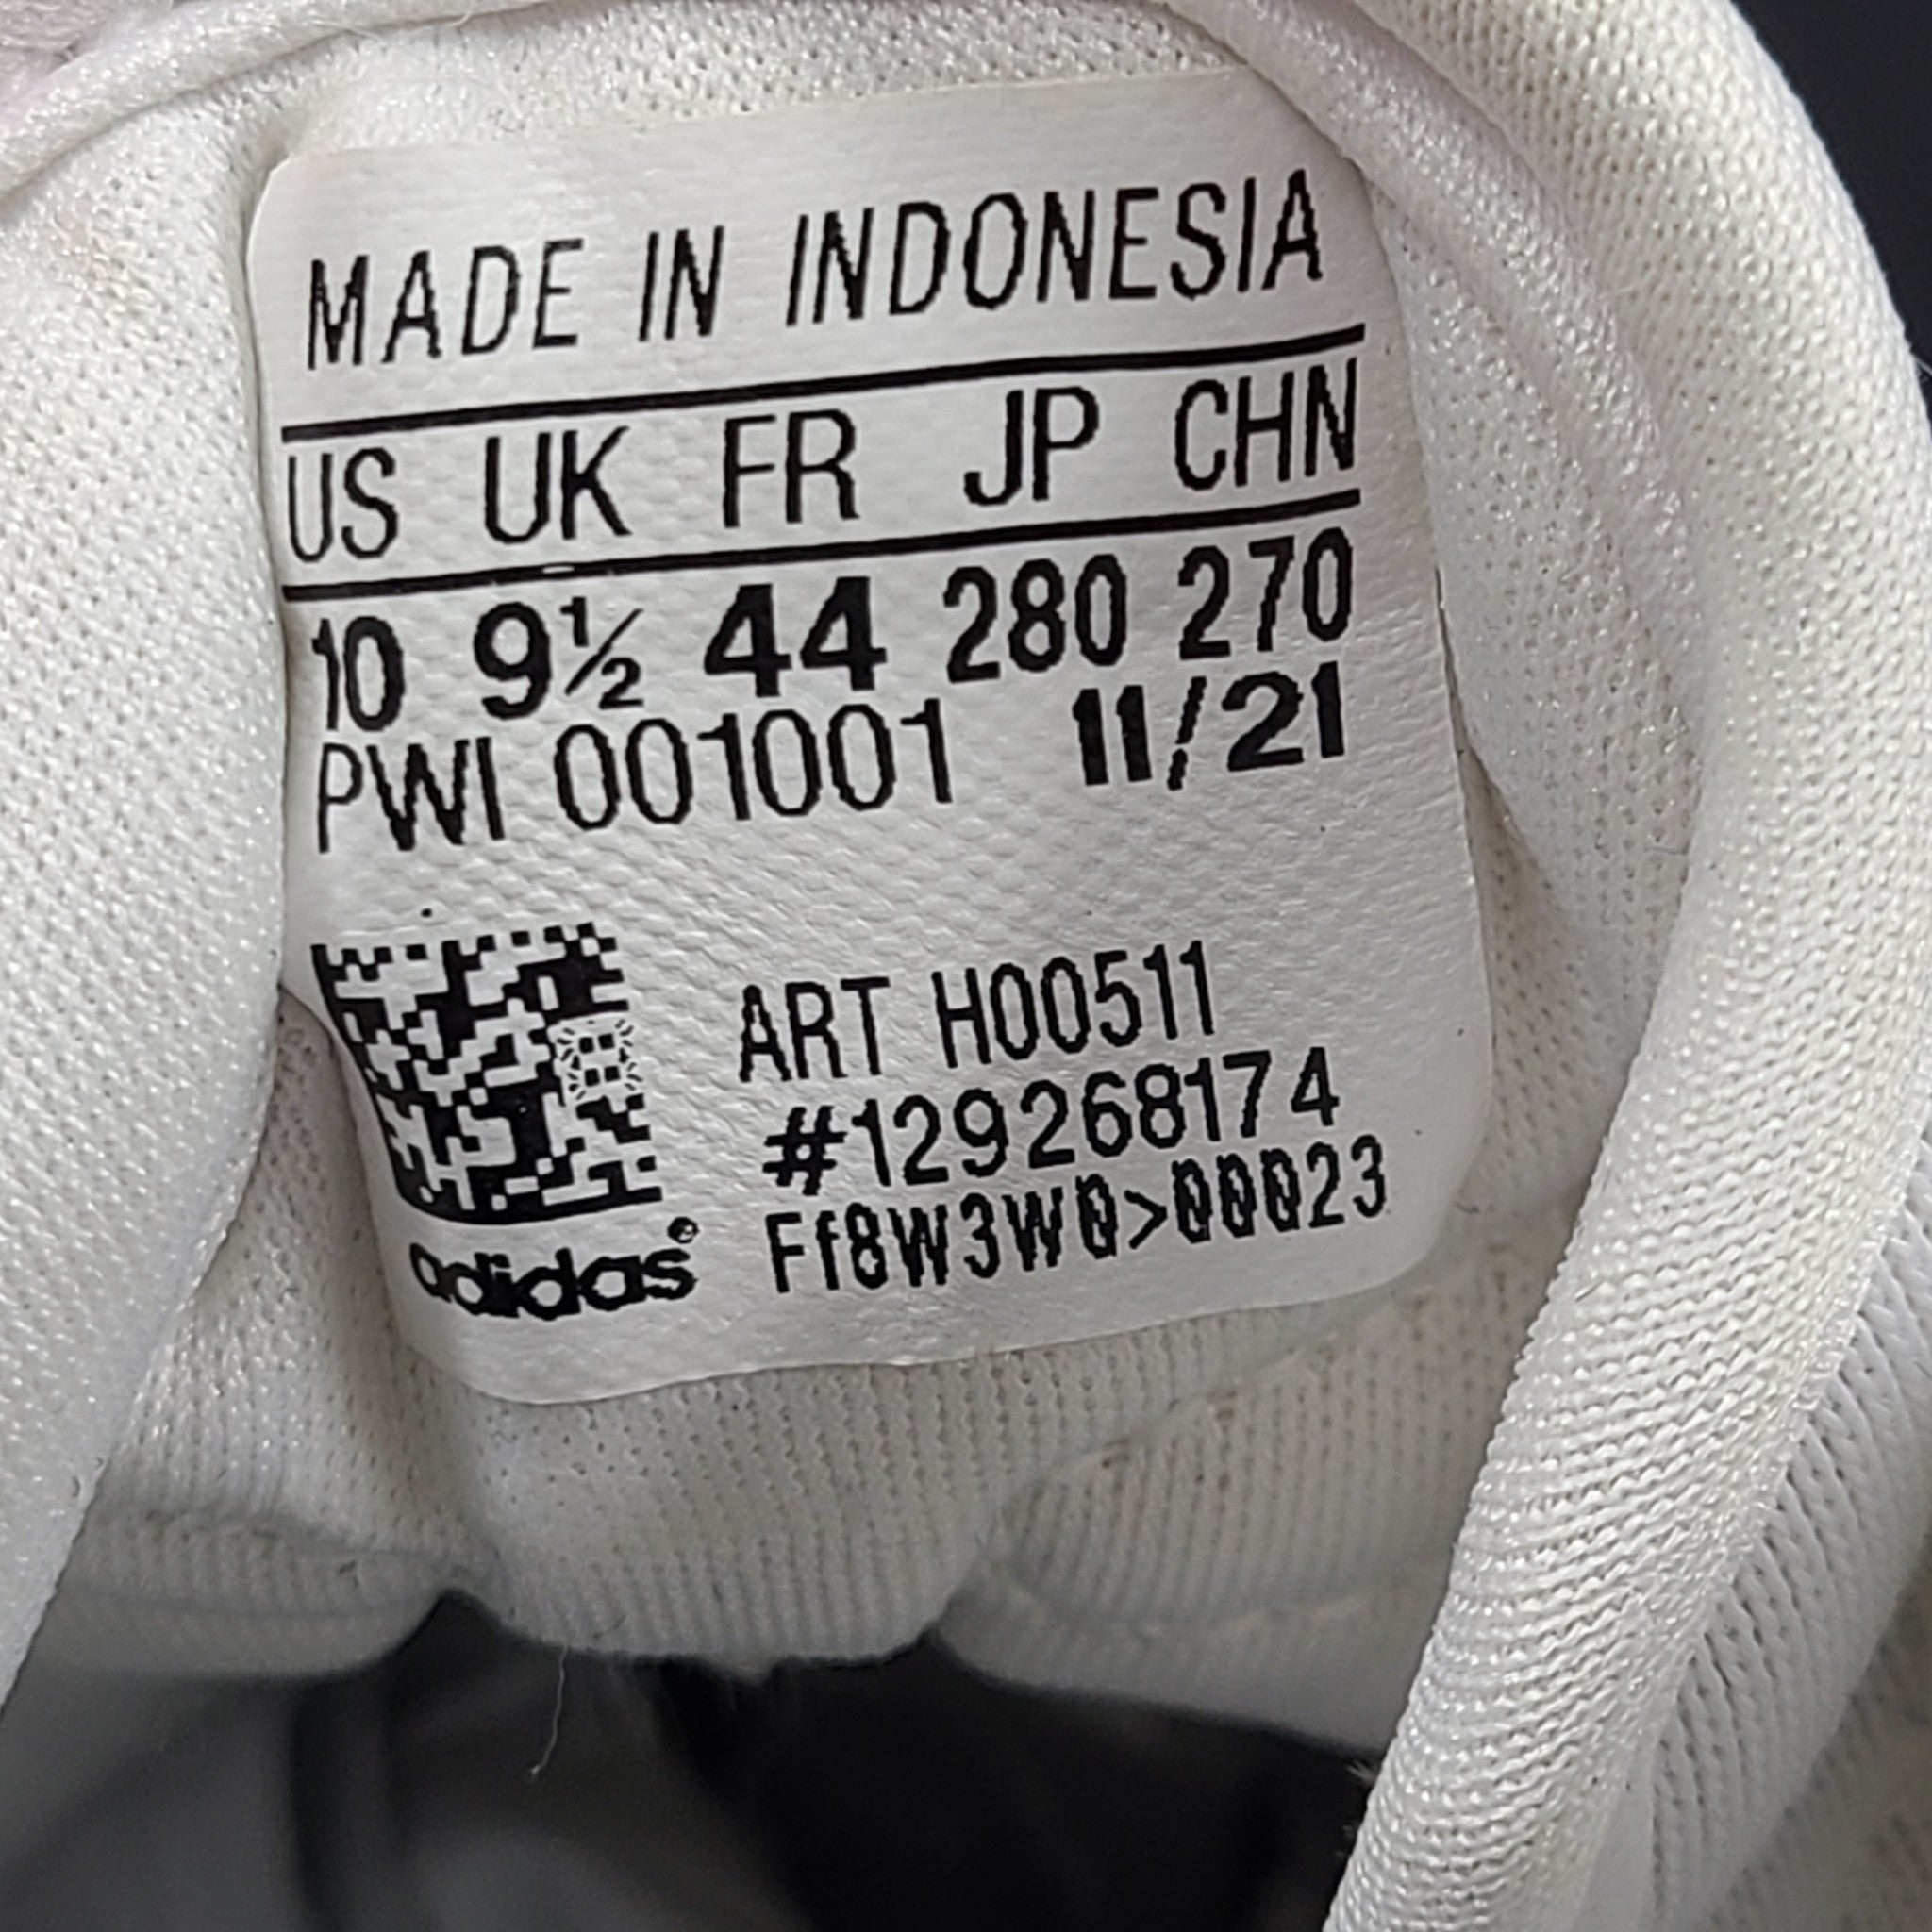 MADE IN INDONESIA
US UK FR JP CHN
10 9½ 44 280 270
PWI 001001 11/21
ART H00511
#129268174
Ff8W3W0>00023
adidas®